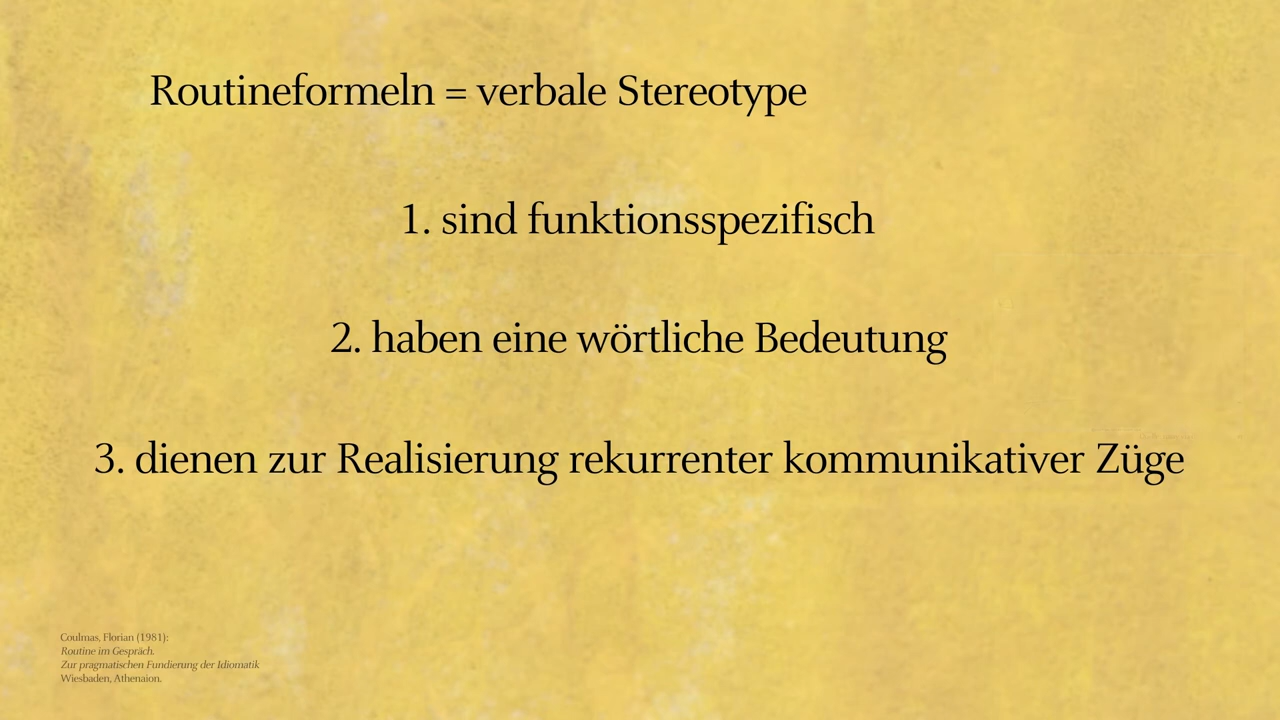 Routineformeln = verbale Stereotype
1. sind funktionsspezifisch
2. haben eine wörtliche Bedeutung
3. dienen zur Realisierung rekurrenter kommunikativer Züge
Coulmas, Florian (1981):
Routine im Gespräch.
Zur pragmatischen Fundierung der Idiomatik
Wiesbaden, Athenaion.